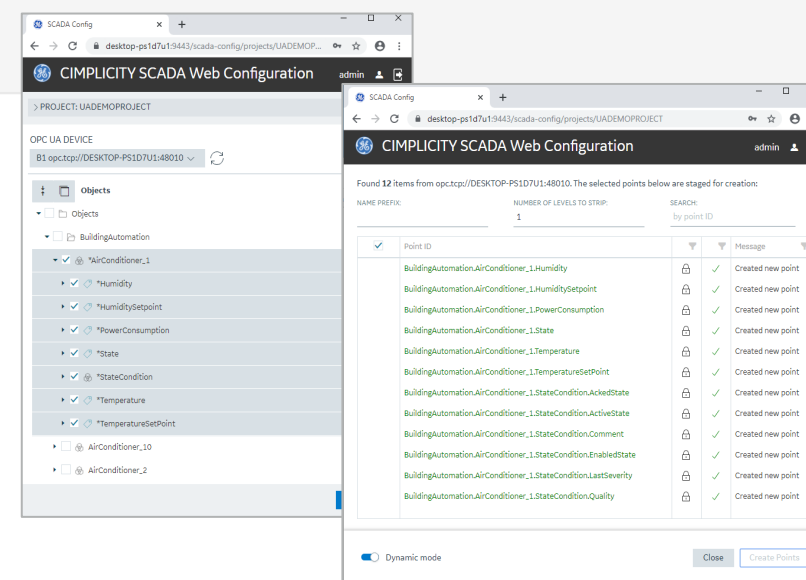 SCADA Config
desktop-ps1d7u1:9443/scada-config/projects/UADEMOP...
CIMPLICITY SCADA Web Configuration
admin
PROJECT: UADEMOPROJECT
OPC UA DEVICE
B1 opc.tcp://DESKTOP-PS1D7U1:48010
Objects
Objects
BuildingAutomation
*AirConditioner_1
*Humidity
*HumiditySetpoint
*PowerConsumption
*State
*StateCondition
*Temperature
*TemperatureSetPoint
AirConditioner_10
AirConditioner_2
SCADA Config
desktop-ps1d7u1:9443/scada-config/projects/UADEMOPROJECT
CIMPLICITY SCADA Web Configuration
admin
Found 12 items from opc.tcp://DESKTOP-PS1D7U1:48010. The selected points below are staged for creation:
NAME PREFIX: NUMBER OF LEVELS TO STRIP: SEARCH:
1 by point ID
Point ID Message
BuildingAutomation.AirConditioner_1.Humidity Created new point
BuildingAutomation.AirConditioner_1.HumiditySetpoint Created new point
BuildingAutomation.AirConditioner_1.PowerConsumption Created new point
BuildingAutomation.AirConditioner_1.State Created new point
BuildingAutomation.AirConditioner_1.Temperature Created new point
BuildingAutomation.AirConditioner_1.TemperatureSetPoint Created new point
BuildingAutomation.AirConditioner_1.StateCondition.AckedState Created new point
BuildingAutomation.AirConditioner_1.StateCondition.ActiveState Created new point
BuildingAutomation.AirConditioner_1.StateCondition.Comment Created new point
BuildingAutomation.AirConditioner_1.StateCondition.EnabledState Created new point
BuildingAutomation.AirConditioner_1.StateCondition.LastSeverity Created new point
BuildingAutomation.AirConditioner_1.StateCondition.Quality Created new point
Dynamic mode Close Create Points